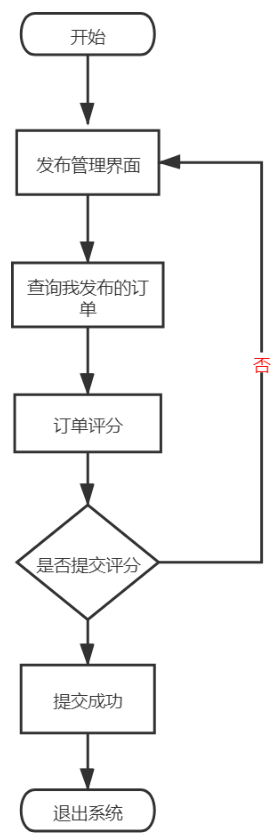 开始
发布管理界面
查询我发布的订
单
否
订单评分
是否提交评分
提交成功
退出系统